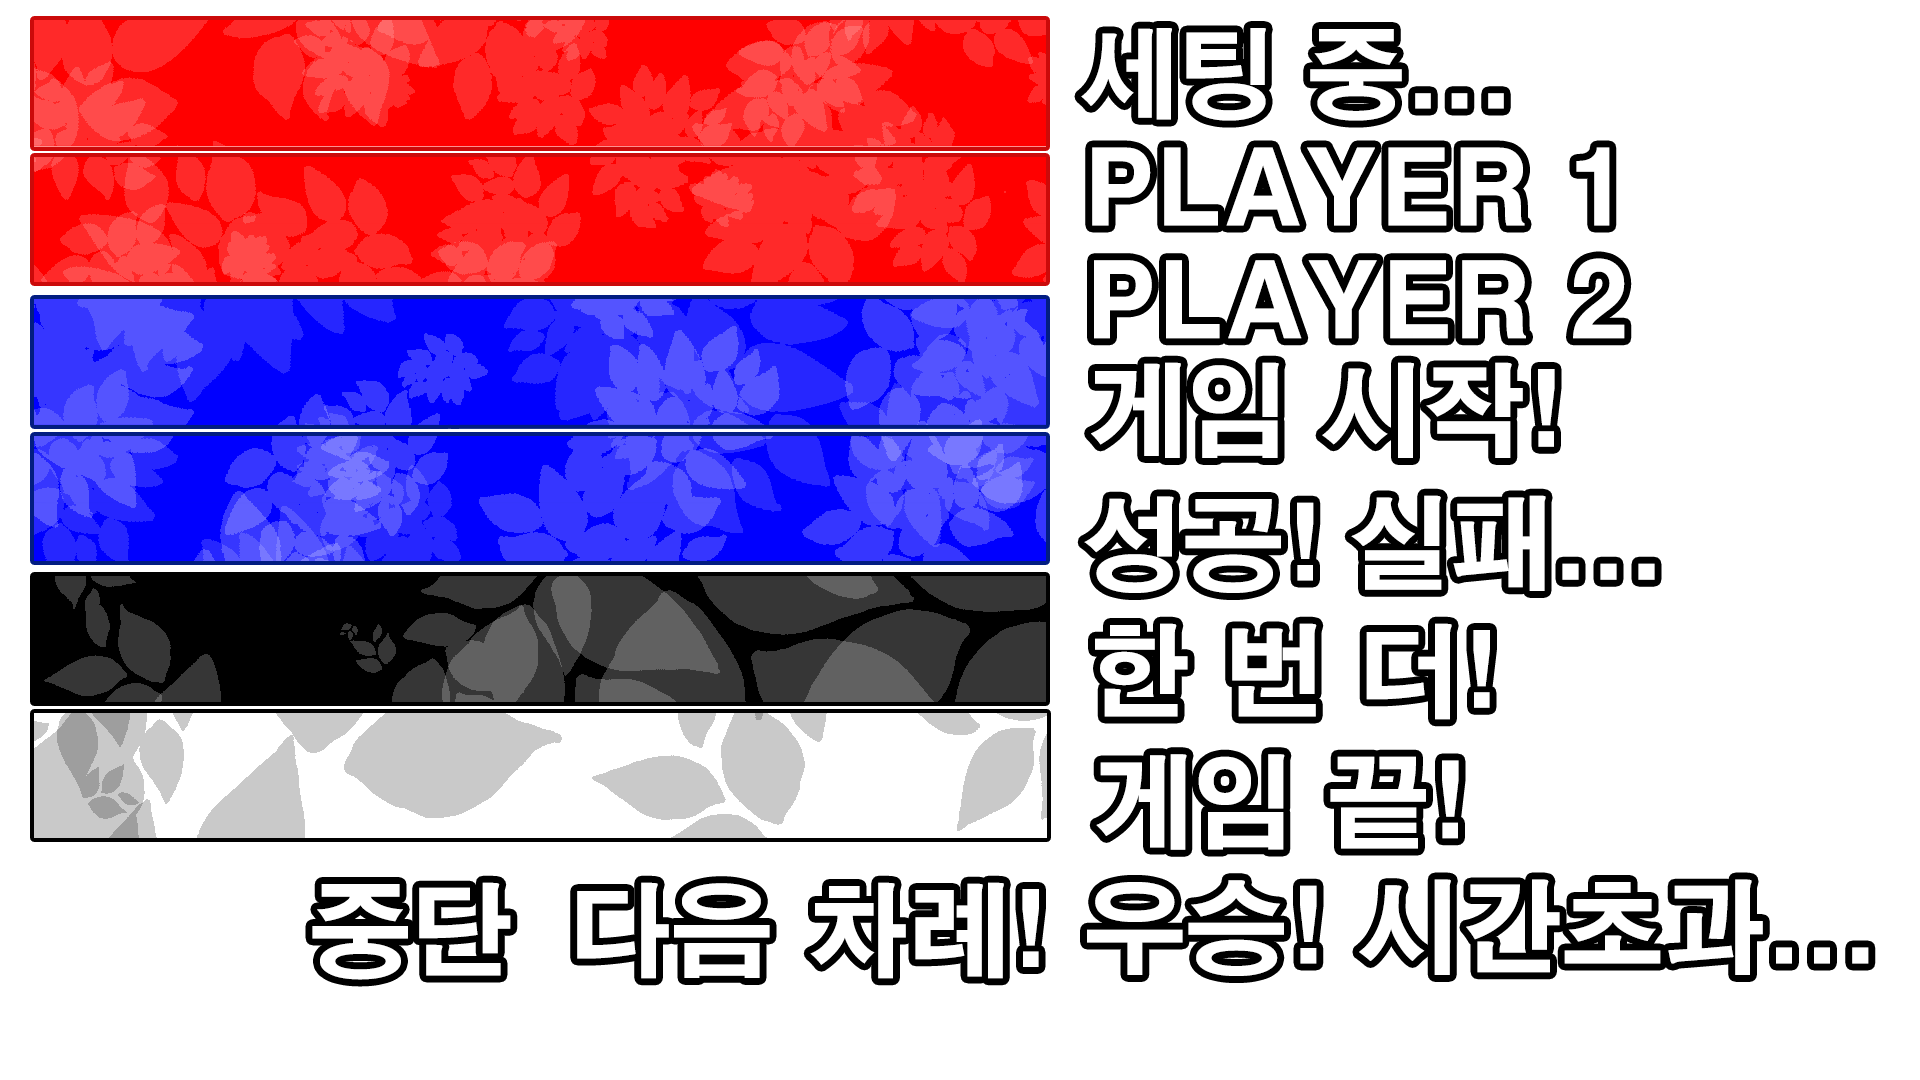 세팅 중...
PLAYER 1
PLAYER 2
게임 시작!
성공! 실패...
한 번 더!
게임 끝!
중단 다음 차례! 우승! 시간초과...